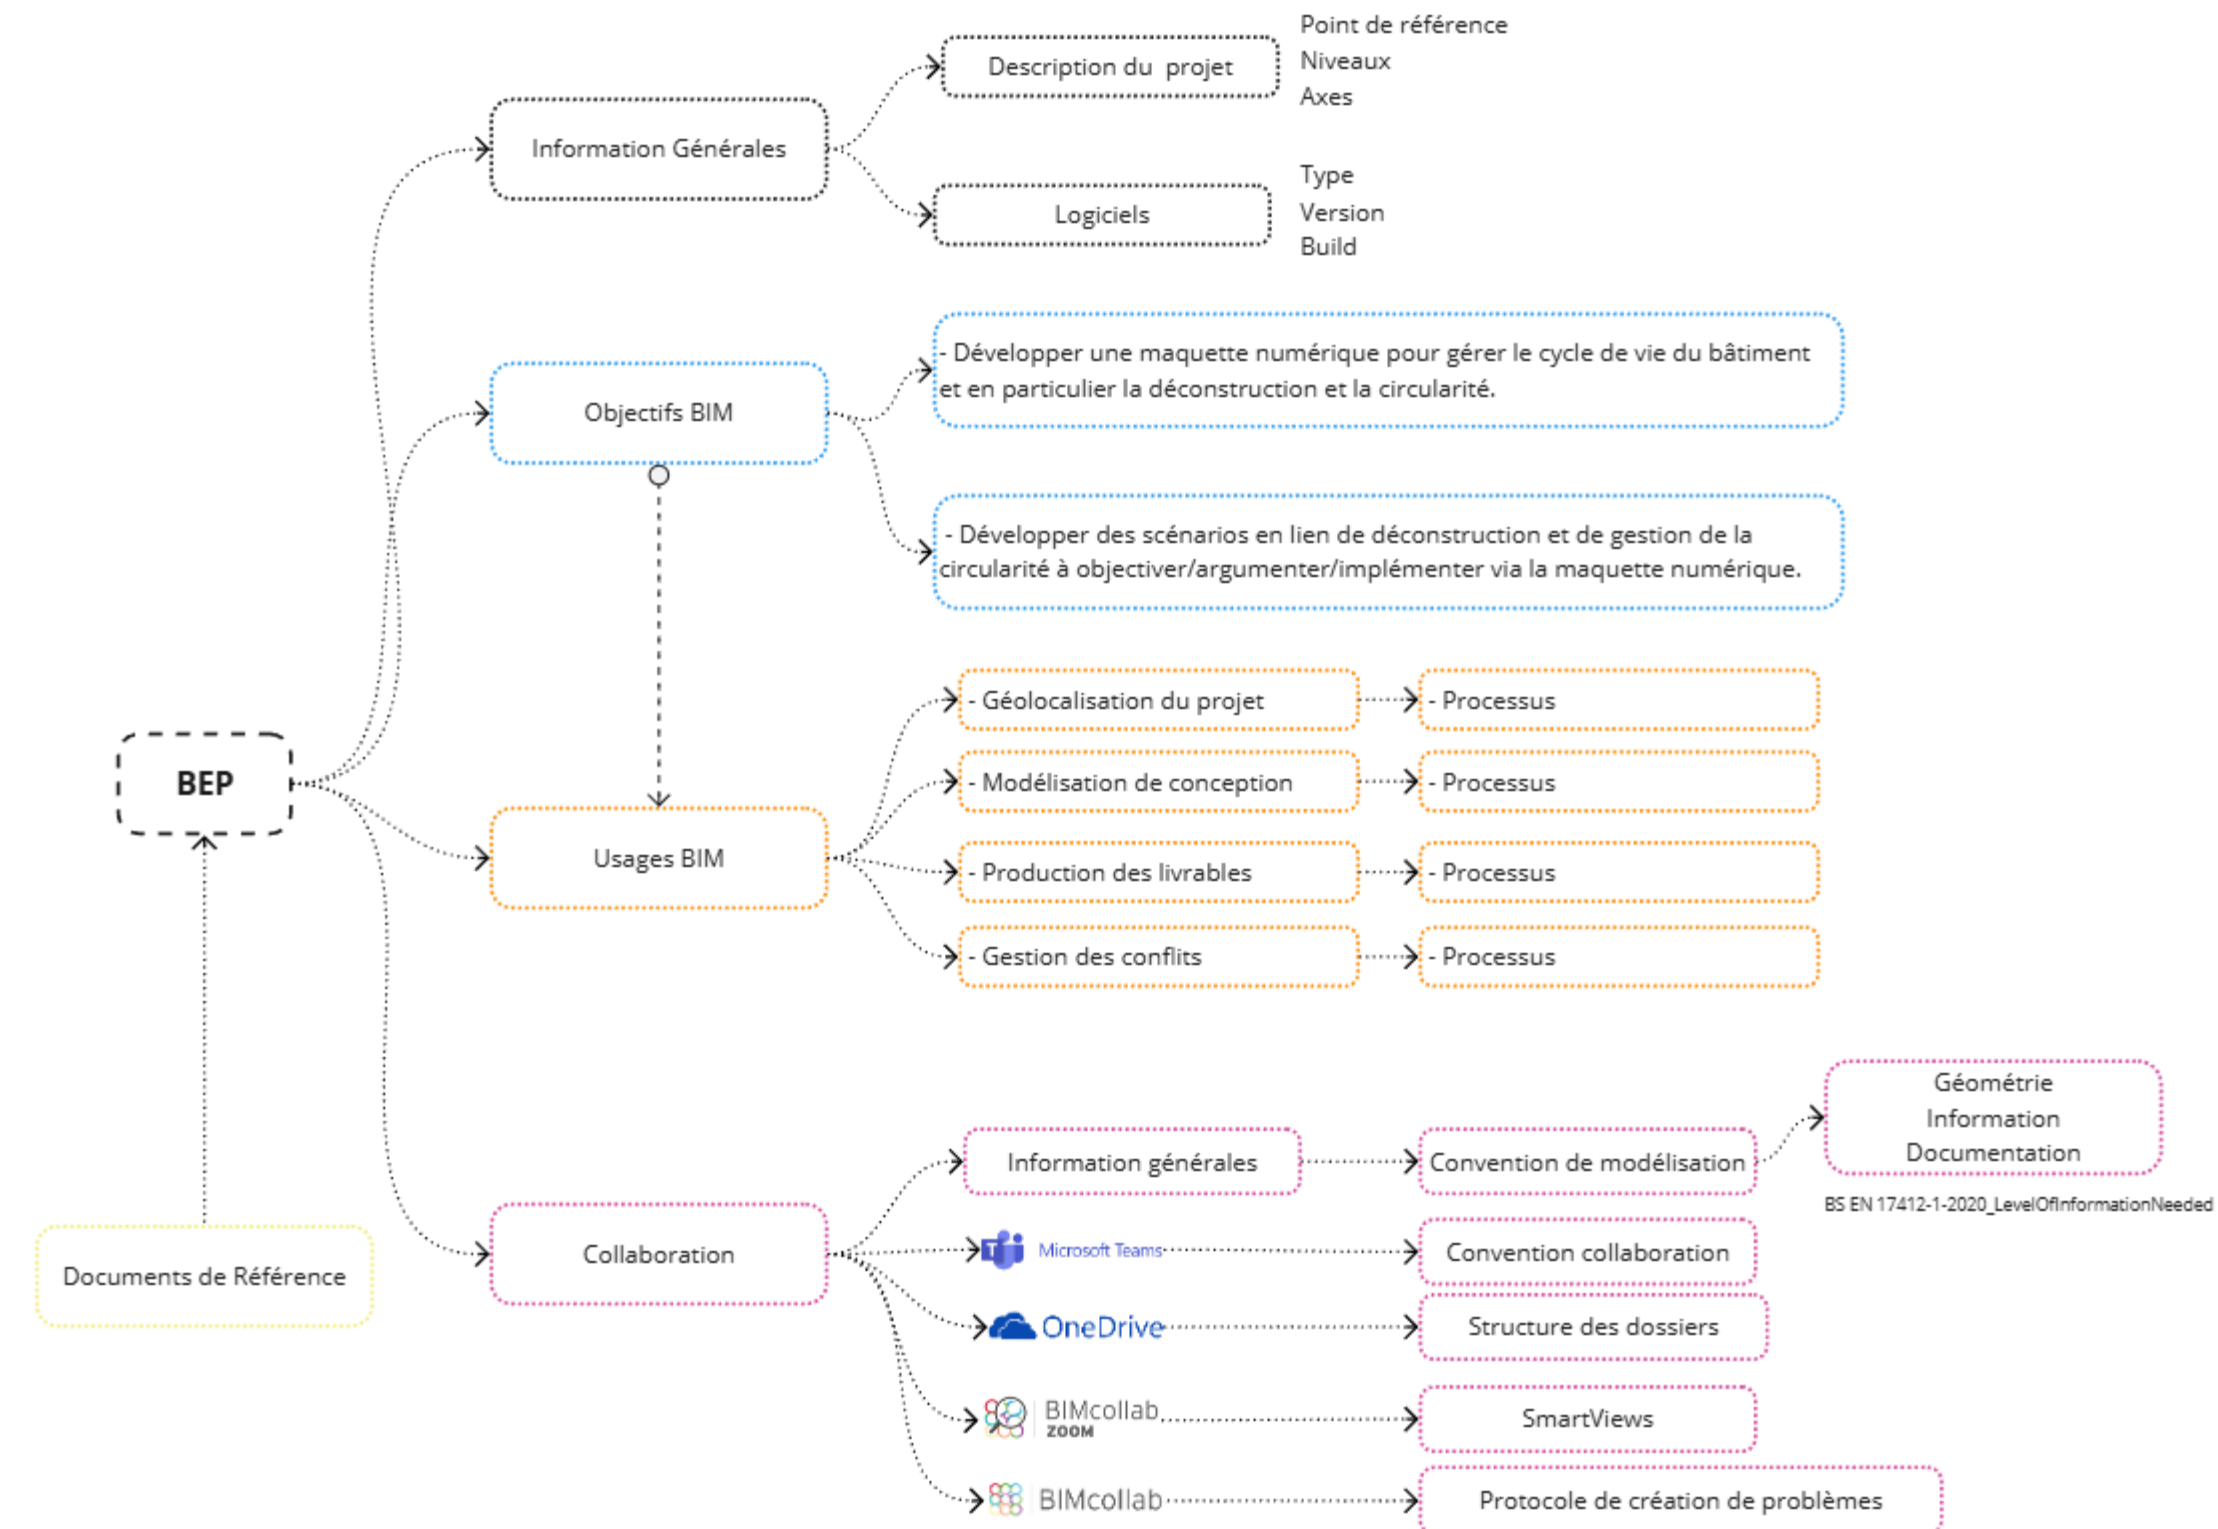 Point de référence
Description du projet
Niveaux
Axes
Information Générales
Type
Logiciels
Version
Build
- Développer une maquette numérique pour gérer le cycle de vie du bâtiment
et en particulier la déconstruction et la circularité.
Objectifs BIM
- Développer des scénarios en lien de déconstruction et de gestion de la
circularité à objectiver/argumenter/implémenter via la maquette numérique.
- Géolocalisation du projet
- Processus
BEP
- Modélisation de conception
- Processus
Usages BIM
- Production des livrables
- Processus
- Gestion des conflits
- Processus
Géométrie
Information
Documentation
Information générales
Convention de modélisation
BS EN 17412-1-2020_LevelOfInformationNeeded
Collaboration
T
Microsoft Teams
Convention collaboration
Documents de Référence
OneDrive
Structure des dossiers
BIMcollab
ZOOM
SmartViews
BIMcollab
Protocole de création de problèmes